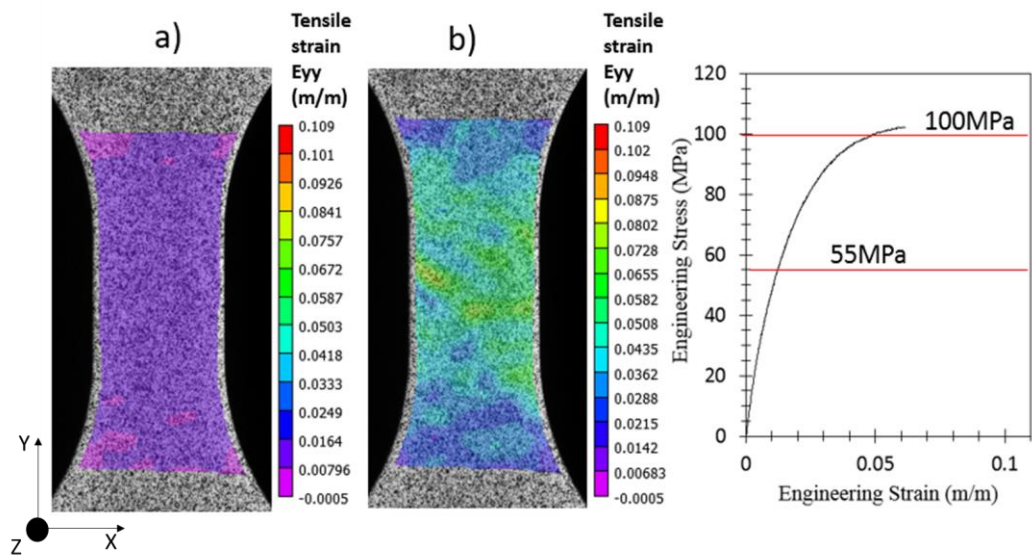 a)
Tensile
strain
Eyy
(m/m)
0.109
0.101
0.0926
0.0841
0.0757
0.0672
0.0587
0.0503
0.0418
0.0333
0.0249
0.0164
0.00796
-0.0005
b)
Tensile
strain
Eyy
(m/m)
0.109
0.102
0.0948
0.0875
0.0802
0.0728
0.0655
0.0582
0.0508
0.0435
0.0362
0.0288
0.0215
0.0142
0.00683
-0.0005
Y
Z
X
Engineering Stress (MPa)
120
100
80
60
40
20
0
100MPa
55MPa
0
0.05
0.1
Engineering Strain (m/m)